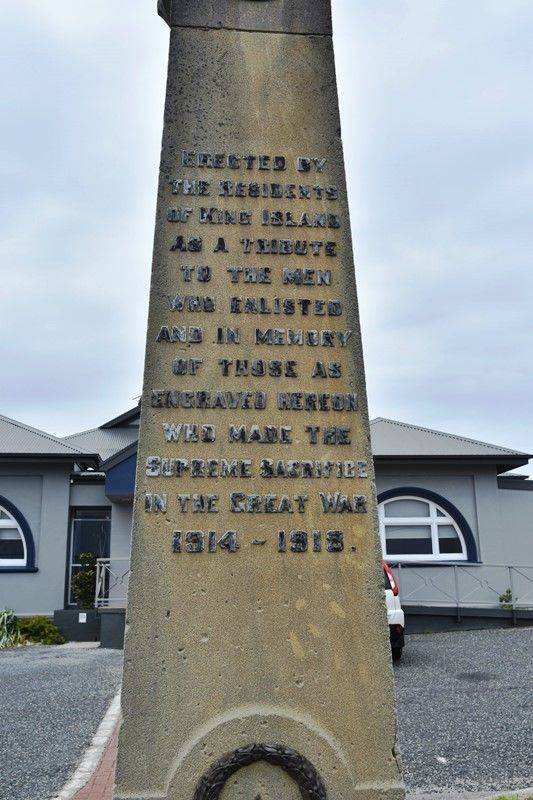 ERECTED BY
THE RESIDENTS
OF KING ISLAND
AS A TRIBUTE
TO THE MEN
WHO ENLISTED
AND IN MEMORY
OF THOSE AS
ENGRAVED HEREON
WHO MADE THE
SUPREME SACRIFICE
IN THE GREAT WAR
1914 - 1918.